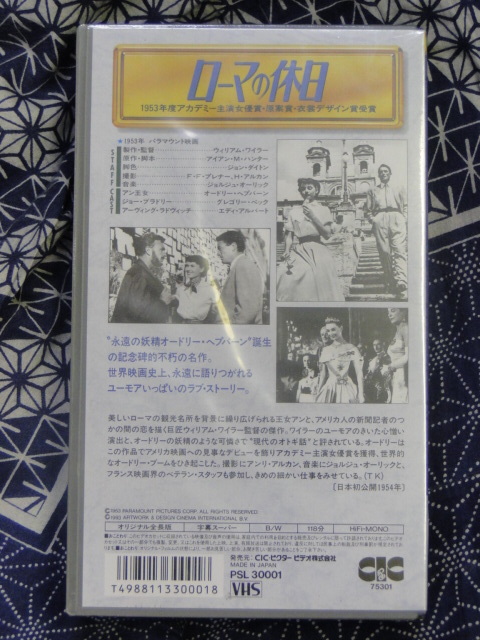 ローマの休日
1953年度アカデミー主演女優賞・原案賞・衣裳デザイン賞受賞
★1953年 パラマウント映画
STAFF
CAST
製作・監督 ウィリアム・ワイラー
原作・脚本 アイアン・M・ハンター
脚色 ジョン・ダイトン
撮影 F・F・プレナー、H・アルカン
音楽 ジョルジュ・オーリック
アン王女 オードリー・ヘプバーン
ジョー・ブラドリー グレゴリー・ペック
アーヴィング・ラドヴィッチ エディ・アルバート
"永遠の妖精オードリー・ヘプバーン"誕生
の記念碑的不朽の名作。
世界映画史上、永遠に語りつがれる
ユーモアいっぱいのラブ・ストーリー。
美しいローマの観光名所を背景に繰り広げられる王女アンと、アメリカ人の新聞記者のつ
かの間の恋を描く巨匠ウィリアム・ワイラー監督の傑作。ワイラーのユーモアのきいた心憎い
演出と、オードリーの妖精のような可憐さで"現代のオトギ話"と評されている。オードリーは
この作品でアメリカ映画への見事なデビューを飾りアカデミー主演女優賞を獲得、世界的
なオードリー・ブームをひき起こした。撮影にアンリ・アルカン、音楽にジョルジュ・オーリックと、
フランス映画界のベテラン・スタッフも参加し、きめの細かい仕事をみせている。(TK)
[日本初公開1954年]
PARAMOUNT PICTURES CORP. ALL RIGHTS RESERVED.
ARTWORK & DESIGN CINEMA INTERNATIONAL B.V.
オリジナル全長版 字幕スーパー B/W 118分 HiFi-MONO
発売元:CIC・ビクター ビデオ株式会社
MADE IN JAPAN
PSL 30001
VHS
T4988113300018
C&C
75301